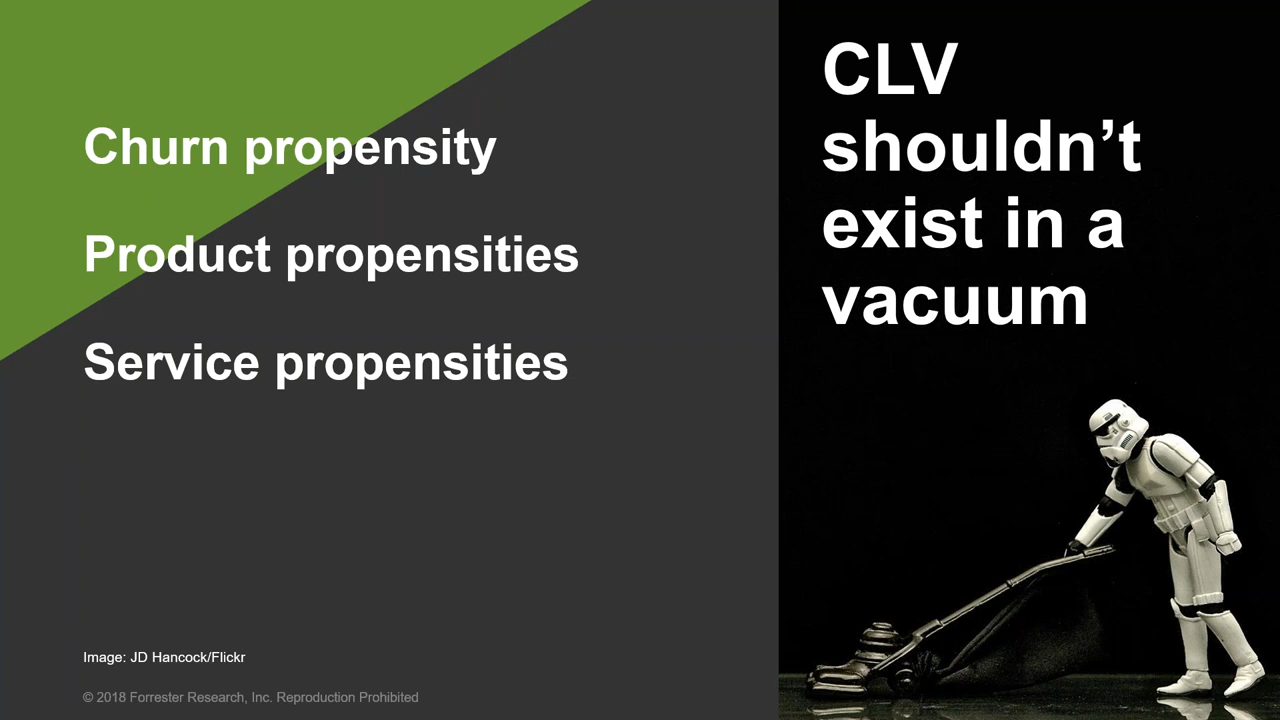 Churn propensity
Product propensities
Service propensities
CLV
shouldn’t
exist in a
vacuum
Image: JD Hancock/Flickr
© 2018 Forrester Research, Inc. Reproduction Prohibited